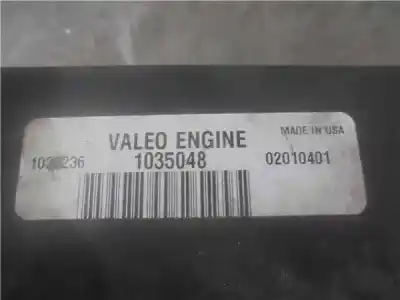 VALEO ENGINE MADE IN USA
1035048 02010401